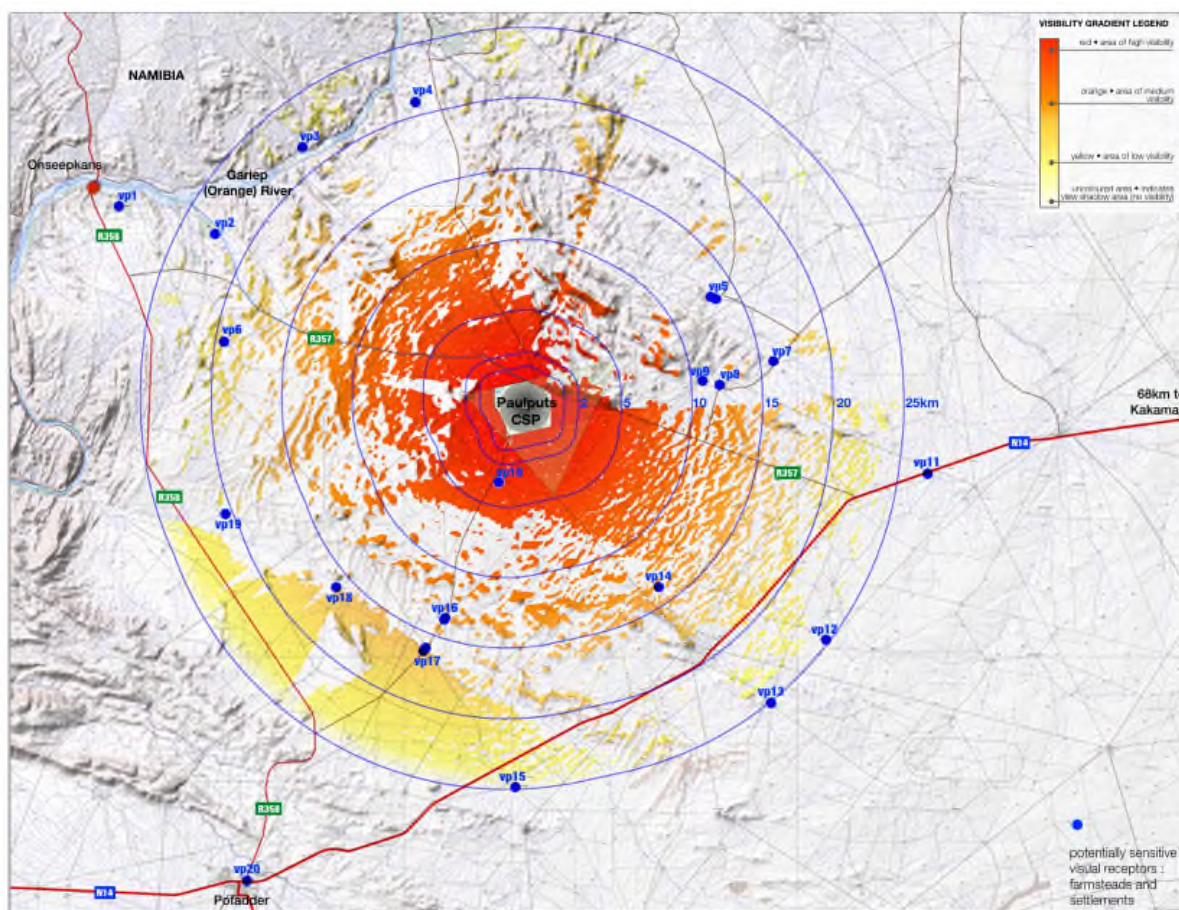 VISIBILITY GRADIENT LEGEND
red • area of high visibility
orange • area of medium
visibility
yellow • area of low visibility
uncoloured area • indicates
view shadow area (no visibility)
NAMIBIA
vp4
vp3
Onseepkans
Gariep
(Orange) River
vp1
vp2
R358
vp5
vp6
R357
vp7
vp9
vp8
Paulputs
CSP
2
5
10
15
20
25km
68km to
Kakama
N14
vp11
R357
vp10
R358
vp19
vp14
vp18
vp16
vp12
vp17
vp13
vp15
R358
vp20
N14
Pofadder
potentially sensitive
visual receptors :
farmsteads and
settlements